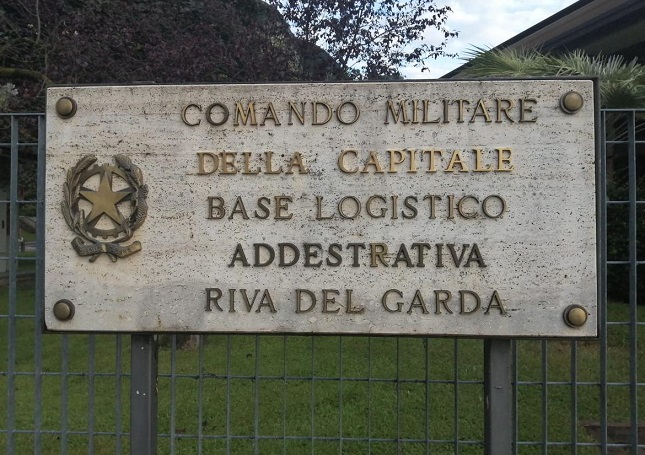 COMANDO MILITARE
DELLA CAPITALE
BASE LOGISTICO
ADDESTRATIVA
RIVA DEL GARDA